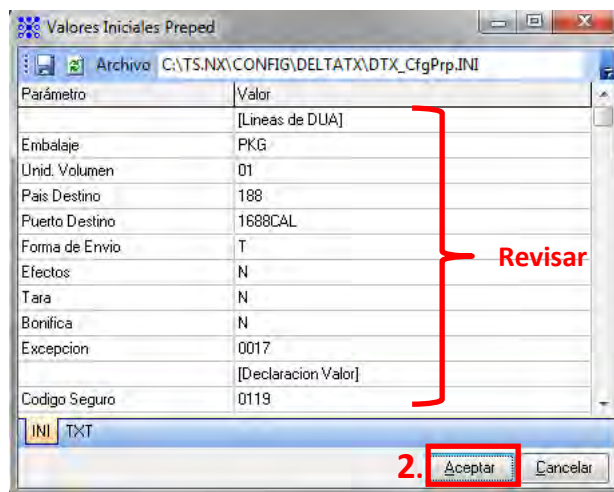 Valores Iniciales Preped
Archivo C:\TS.NX\CONFIG\DELTATX\DTX_CfgPrp.INI
Parámetro Valor
[Lineas de DUA]
Embalaje PKG
Unid. Volumen 01
Pais Destino 188
Puerto Destino 1688CAL
Forma de Envio T
Revisar
Efectos N
Tara N
Bonifica N
Excepcion 0017
[Declaracion Valor]
Codigo Seguro 0119
INI TXT
2. Aceptar Cancelar